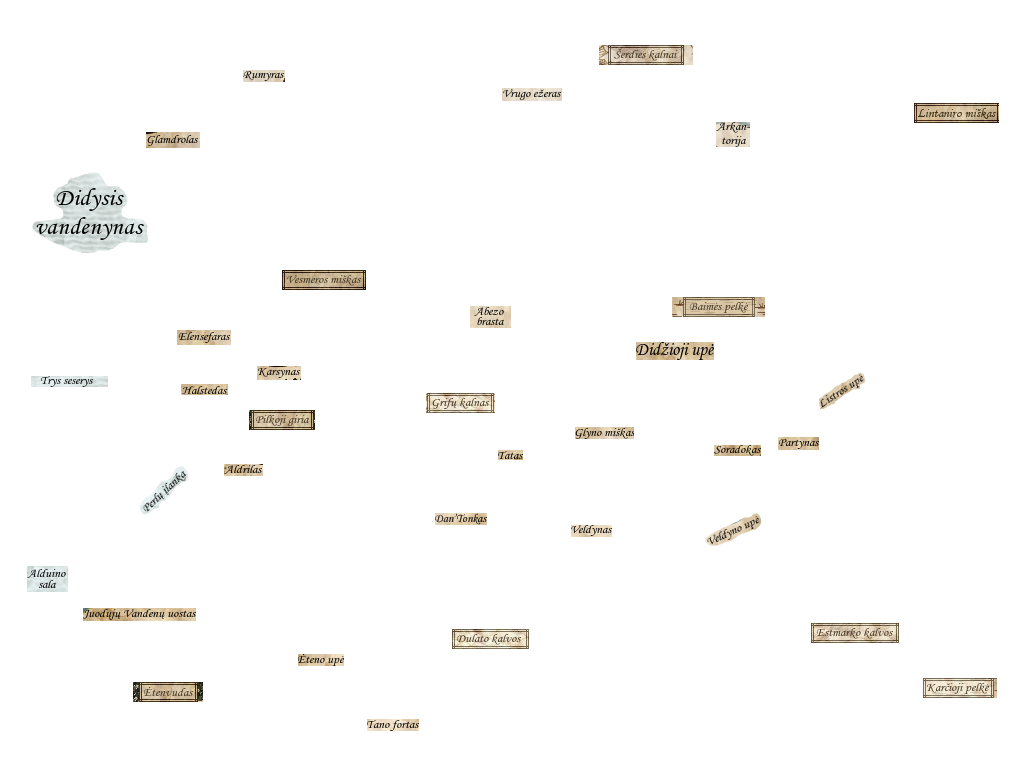 Šerdies kalnai
Rumyras
Vrugo ežeras
Lintaniro miškas
Arkan-
torija
Glamdrolas
Didysis
vandenynas
Vesmeros miškas
Baimės pelkė
Abezo
brasta
Elensefaras
Didžioji upė
Karsynas
Trys seserys
Halstedas
Listros upė
Grifų kalnas
Pilkoji giria
Glyno miškas
Partynas
Soradokas
Tatas
Aldrilas
Perlų įlanka
Dan'Tonkas
Veldynas
Veldyno upė
Alduino
sala
Juodųjų Vandenų uostas
Estmarko kalvos
Dulato kalvos
Eteno upė
Karčioji pelkė
Etenvudas
Tano fortas